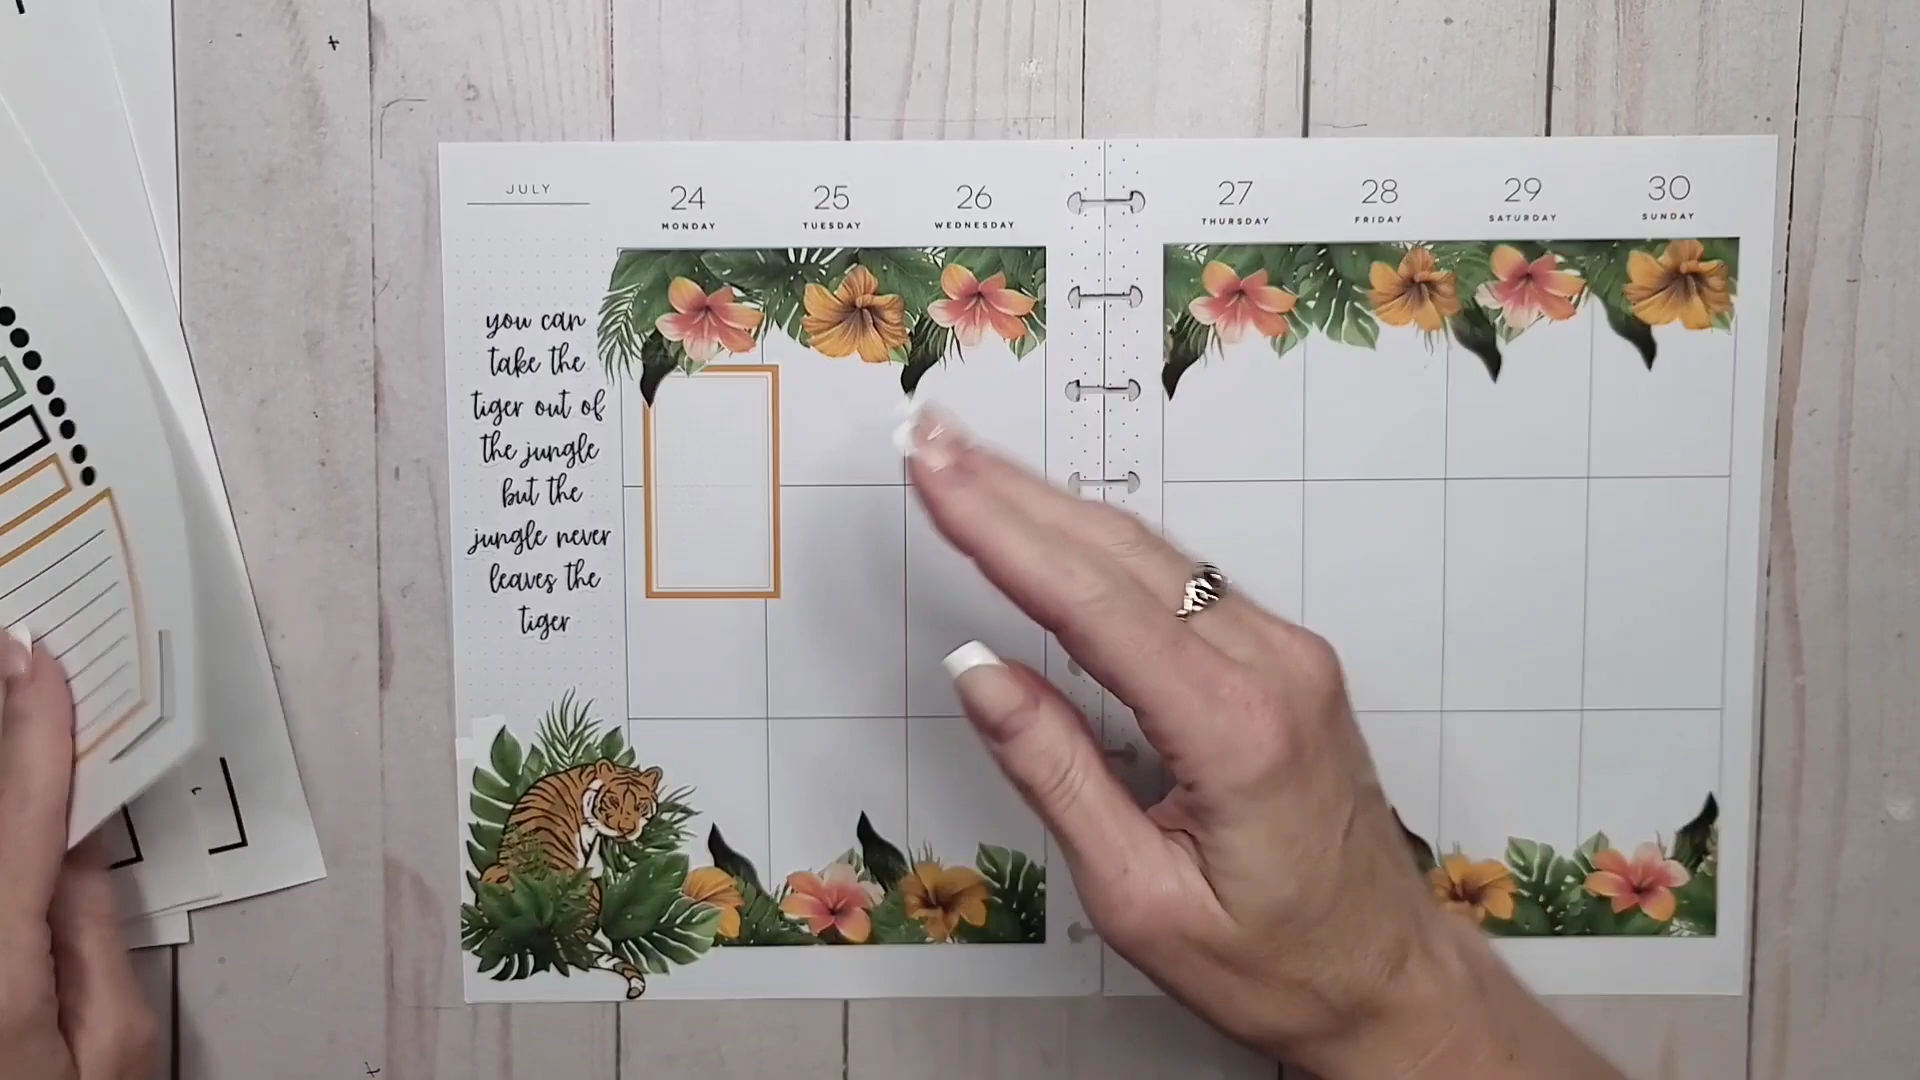 JULY
24
MONDAY
25
TUESDAY
26
WEDNESDAY
27
THURSDAY
28
FRIDAY
29
SATURDAY
30
SUNDAY
you can
take the
tiger out of
the jungle
but the
jungle never
leaves the
tiger